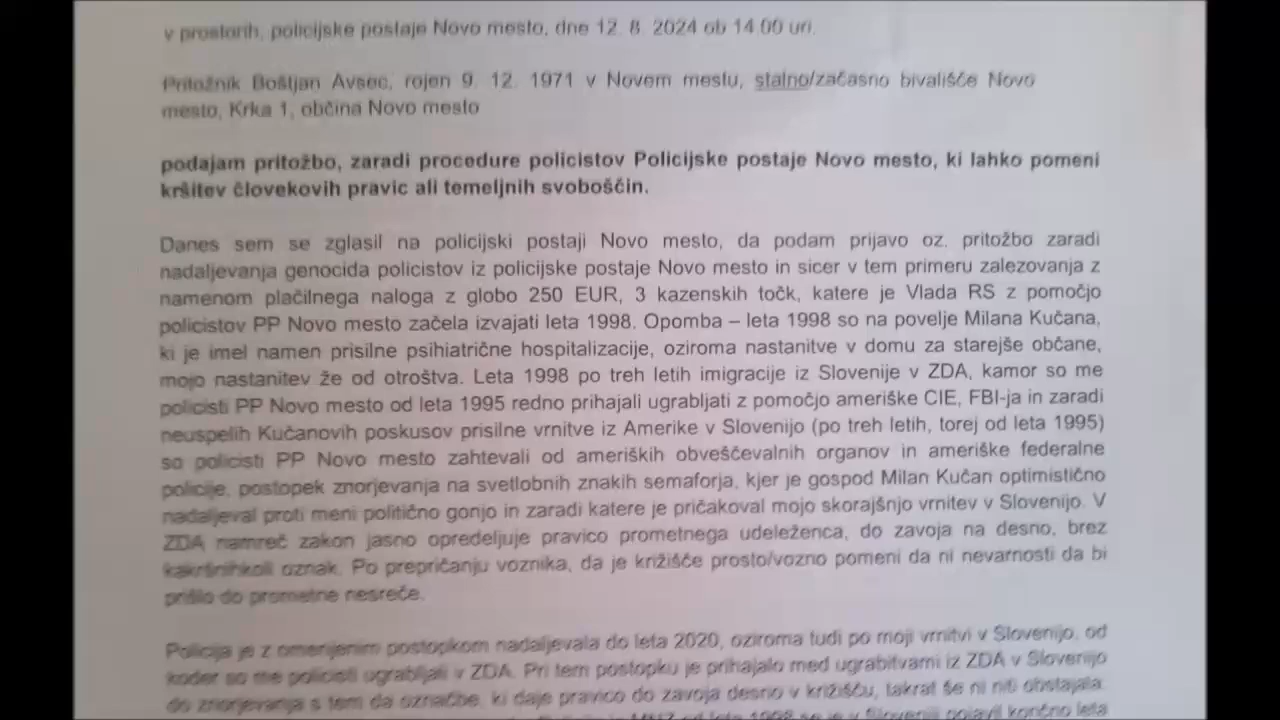 v prostorih, policijske postaje Novo mesto, dne 12. 8. 2024 ob 14.00 uri.
Pritožnik Boštjan Avsec, rojen 9. 12. 1971 v Novem mestu, stalno/začasno bivališče Novo
mesto, Krka 1, občina Novo mesto
podajam pritožbo, zaradi procedure policistov Policijske postaje Novo mesto, ki lahko pomeni
kršitev človekovih pravic ali temeljnih svoboščin.
Danes sem se zglasil na policijski postaji Novo mesto, da podam prijavo oz. pritožbo zaradi
nadaljevanja genocida policistov iz policijske postaje Novo mesto in sicer v tem primeru zalezovanja z
namenom plačilnega naloga z globo 250 EUR, 3 kazenskih točk, katere je Vlada RS z pomočjo
policistov PP Novo mesto začela izvajati leta 1998. Opomba – leta 1998 so na povelje Milana Kučana,
ki je imel namen prisilne psihiatrične hospitalizacije, oziroma nastanitve v domu za starejše občane,
mojo nastanitev že od otroštva. Leta 1998 po treh letih imigracije iz Slovenije v ZDA, kamor so me
policisti PP Novo mesto od leta 1995 redno prihajali ugrabljati z pomočjo ameriške CIE, FBI-ja in zaradi
neuspelih Kučanovih poskusov prisilne vrnitve iz Amerike v Slovenijo (po treh letih, torej od leta 1995)
so policisti PP Novo mesto zahtevali od ameriških obveščevalnih organov in ameriške federalne
policije, postopek znorjevanja na svetlobnih znakih semaforja, kjer je gospod Milan Kučan optimistično
nadaljeval proti meni politično gonjo in zaradi katere je pričakoval mojo skorajšnjo vrnitev v Slovenijo. V
ZDA namreč zakon jasno opredeljuje pravico prometnega udeleženca, do zavoja na desno, brez
kakršnihkoli oznak. Po prepričanju voznika, da je križišče prosto/vozno pomeni da ni nevarnosti da bi
prišlo do prometne nesreče.
Policija je z omenjenim postopkom nadaljevala do leta 2020, oziroma tudi po moji vrnitvi v Slovenijo, od
koder so me policisti ugrabljali v ZDA. Pri tem postopku je prihajalo med ugrabitvami iz ZDA v Slovenijo
do znorjevanja s tem da označbe, ki daje pravico do zavoja desno v križišču, takrat še ni niti obstajala.
MNZ od leta 1998 se je v Sloveniji pojavil končno leta